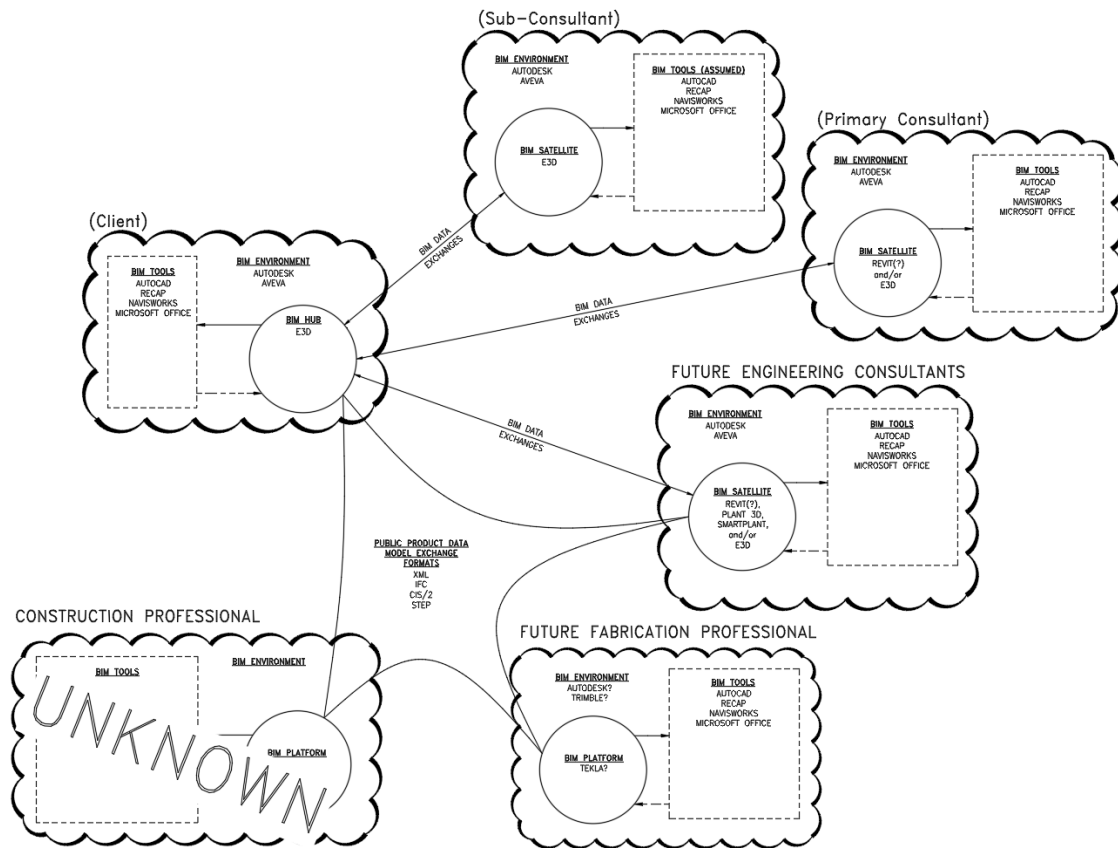 (Sub-Consultant)
BIM ENVIRONMENT
AUTODESK
AVEVA
BIM TOOLS (ASSUMED)
AUTOCAD
RECAP
NAVISWORKS
MICROSOFT OFFICE
BIM SATELLITE
E3D
(Primary Consultant)
BIM ENVIRONMENT
AUTODESK
AVEVA
BIM TOOLS
AUTOCAD
RECAP
NAVISWORKS
MICROSOFT OFFICE
BIM SATELLITE
REVIT(?)
and/or
E3D
(Client)
BIM TOOLS
AUTOCAD
RECAP
NAVISWORKS
MICROSOFT OFFICE
BIM ENVIRONMENT
AUTODESK
AVEVA
BIM HUB
E3D
BIM DATA
EXCHANGES
BIM DATA
EXCHANGES
BIM DATA
EXCHANGES
FUTURE ENGINEERING CONSULTANTS
BIM ENVIRONMENT
AUTODESK
AVEVA
BIM TOOLS
AUTOCAD
RECAP
NAVISWORKS
MICROSOFT OFFICE
BIM SATELLITE
REVIT(?),
PLANT 3D,
SMARTPLANT,
and/or
E3D
PUBLIC PRODUCT DATA
MODEL EXCHANGE
FORMATS
XML
IFC
CIS/2
STEP
CONSTRUCTION PROFESSIONAL
BIM TOOLS
BIM ENVIRONMENT
UNKNOWN
BIM PLATFORM
FUTURE FABRICATION PROFESSIONAL
BIM ENVIRONMENT
AUTODESK?
TRIMBLE?
BIM TOOLS
AUTOCAD
RECAP
NAVISWORKS
MICROSOFT OFFICE
BIM PLATFORM
TEKLA?